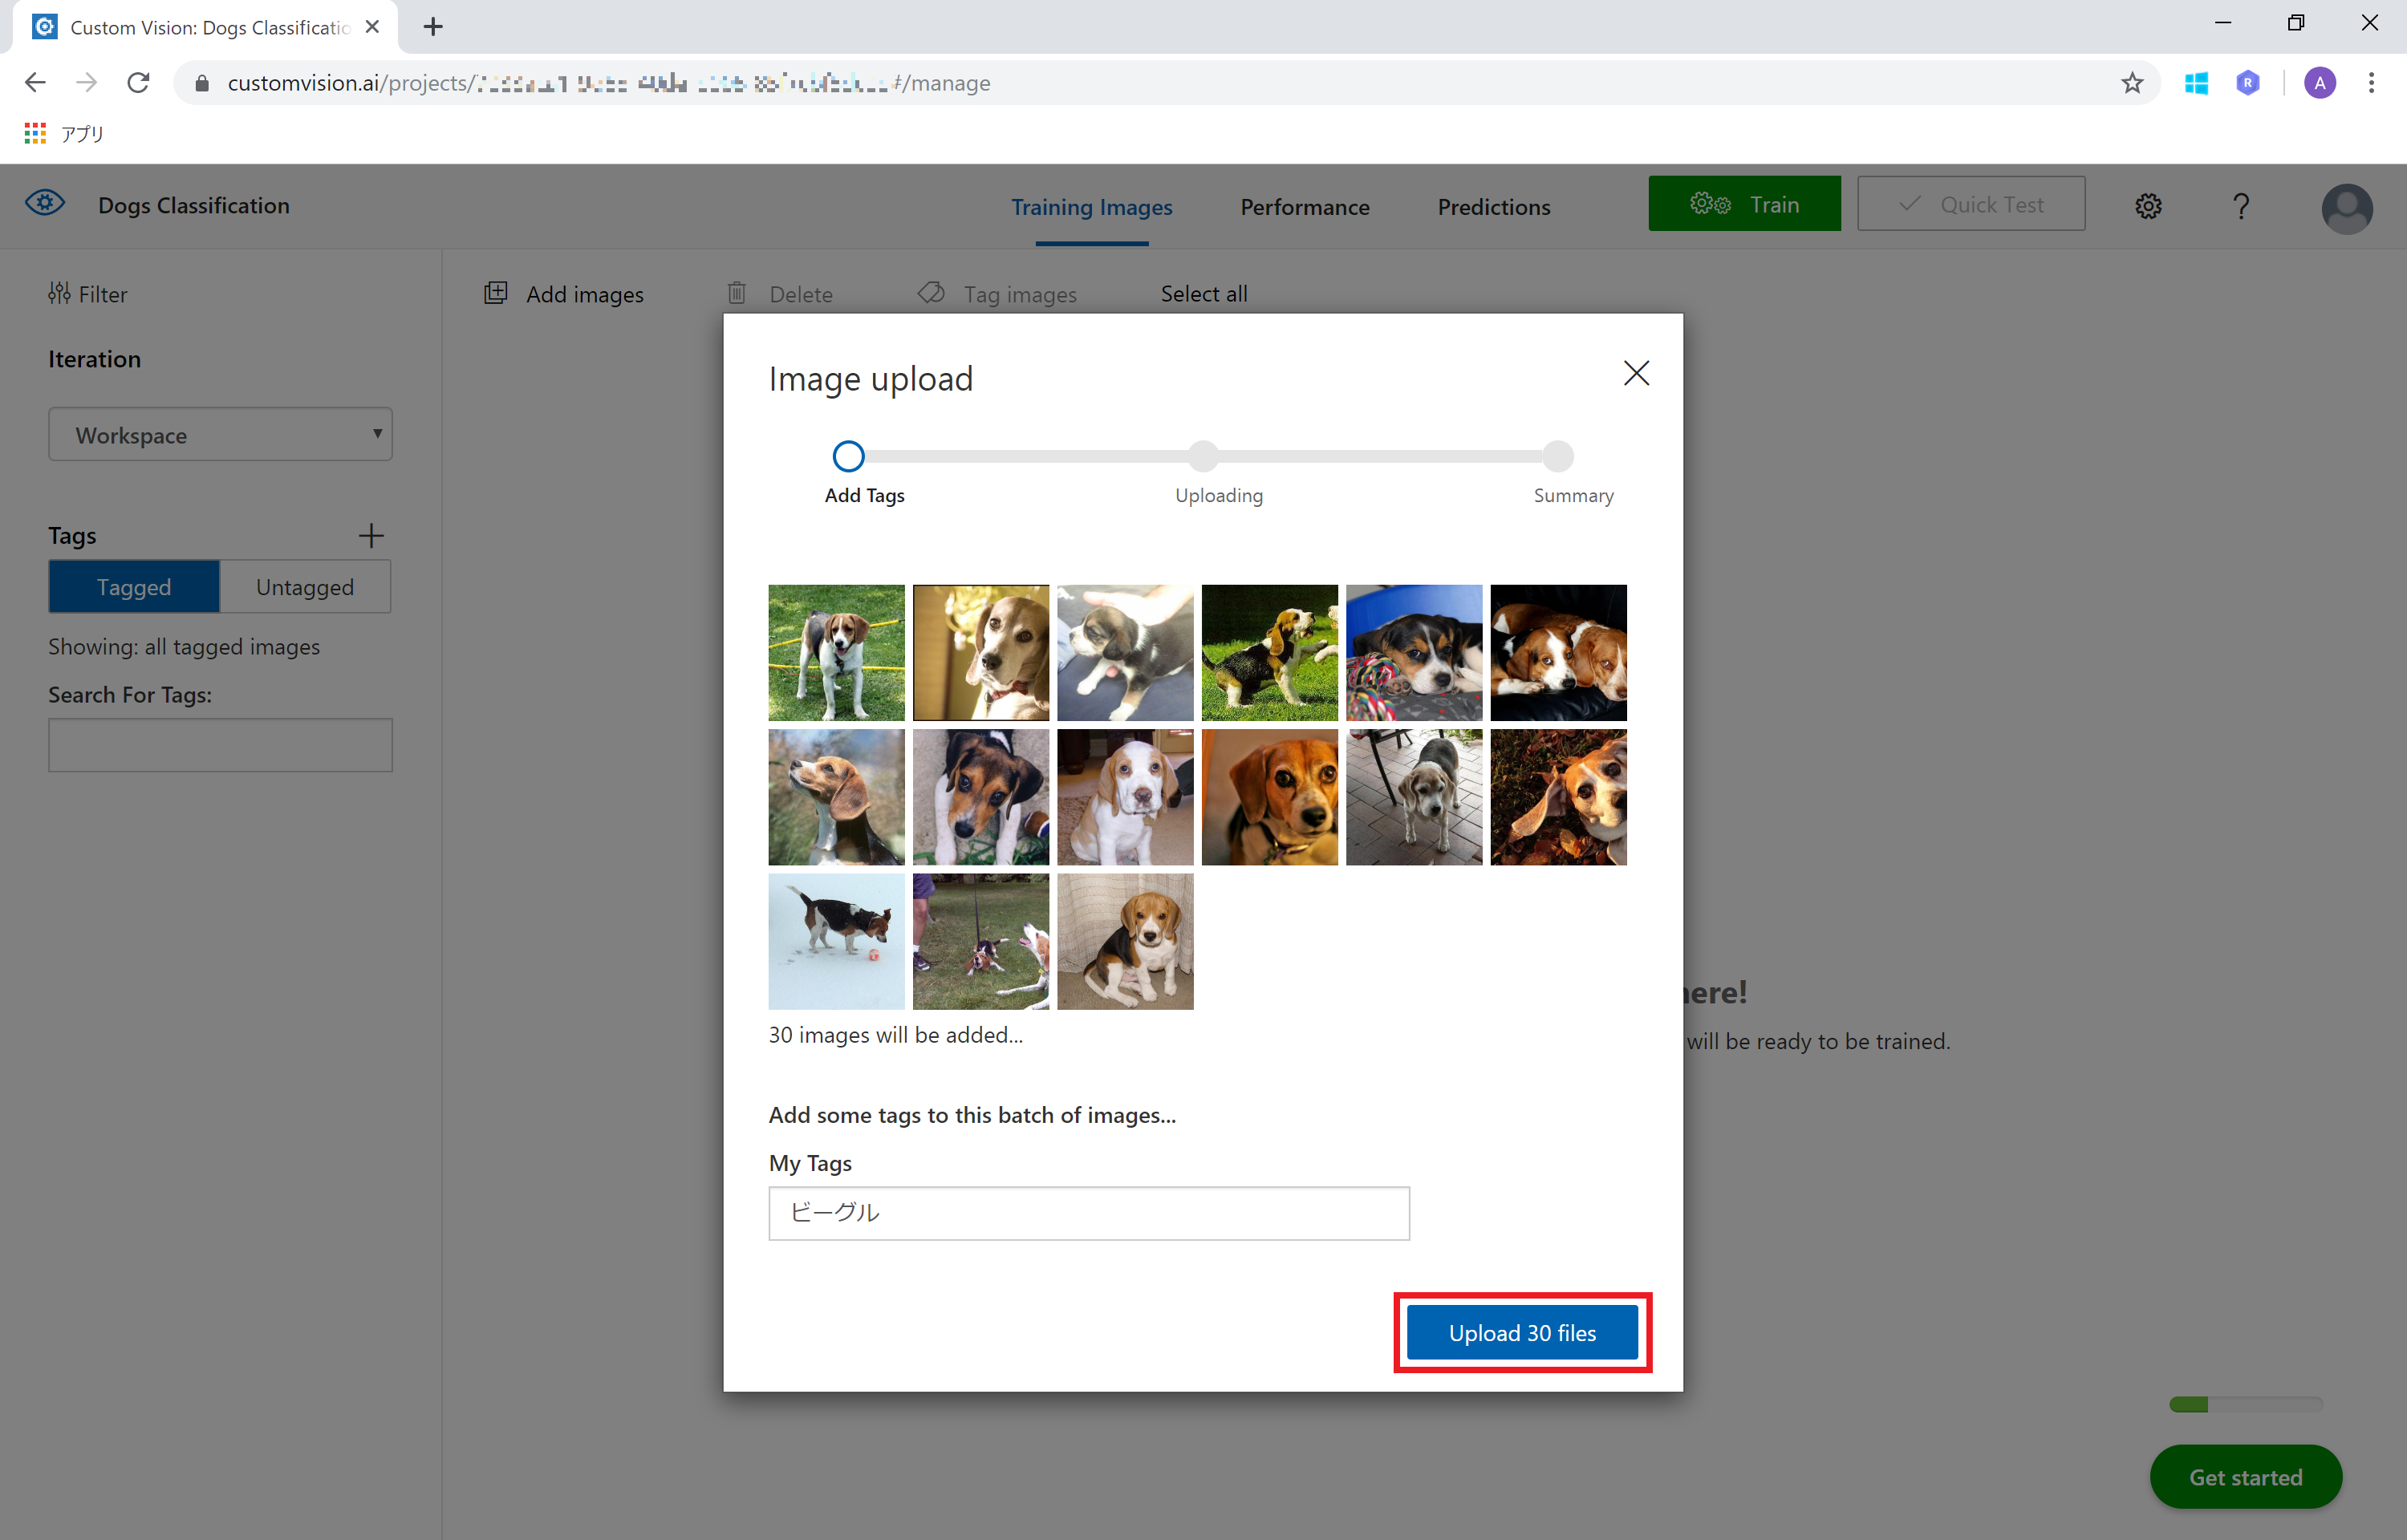 Custom Vision: Dogs Classificatio
customvision.ai/projects/
#/manage
A
R
アプリ
Dogs Classification
Training Images
Performance
Predictions
Train
Quick Test
?
Filter
Add images
Delete
Tag images
Select all
Iteration
Workspace
Tags
Tagged
Untagged
Showing: all tagged images
Search For Tags:
Image upload
Add Tags
Uploading
Summary
30 images will be added...
Add some tags to this batch of images...
My Tags
ビーグル
Upload 30 files
here!
will be ready to be trained.
Get started